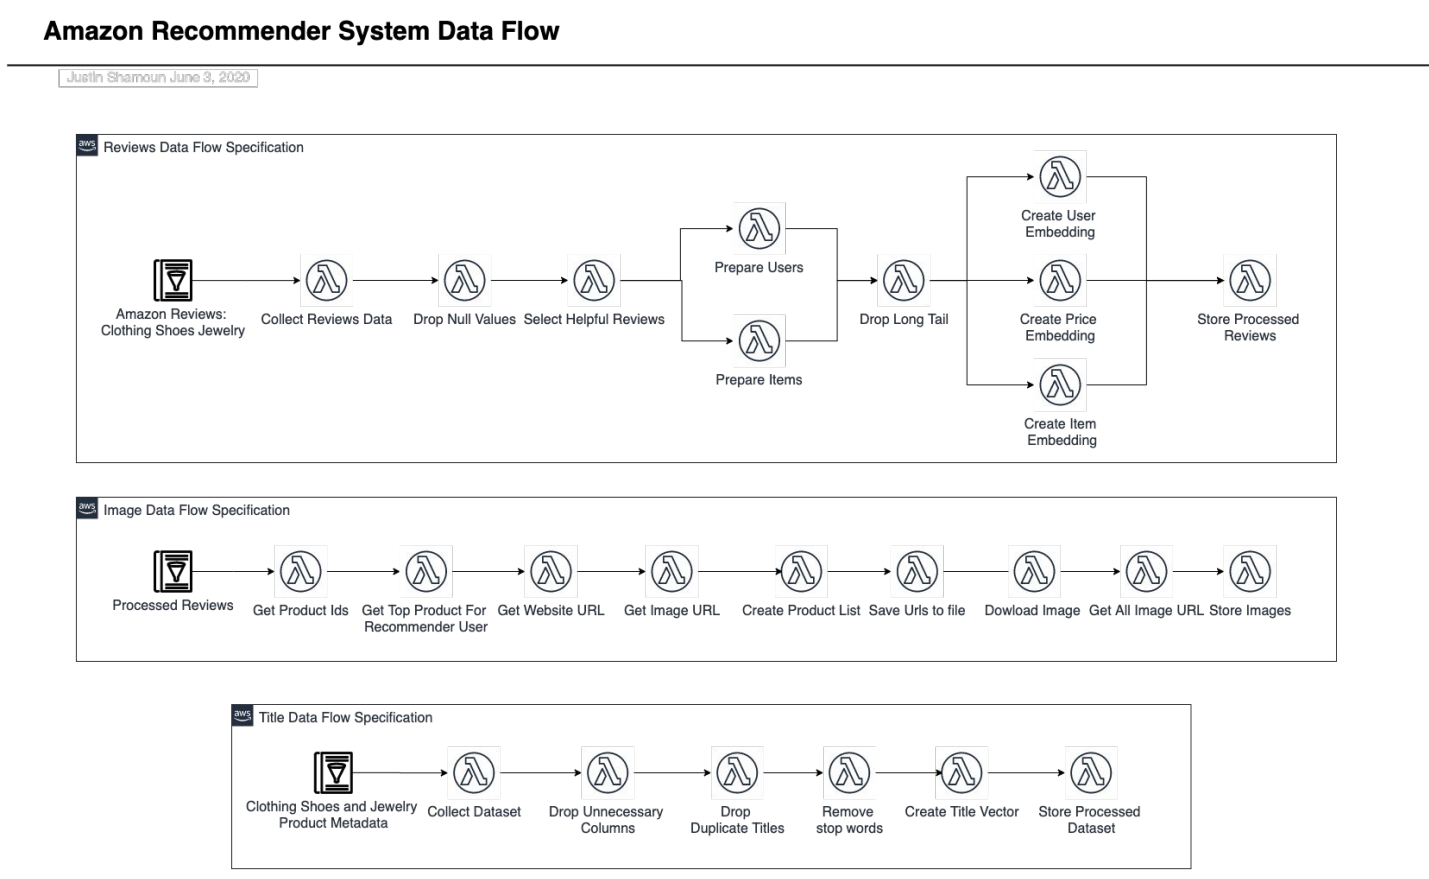 Amazon Recommender System Data Flow
Justin Shamoun June 3, 2020
aws
Reviews Data Flow Specification
Amazon Reviews:
Clothing Shoes Jewelry
Collect Reviews Data
Drop Null Values
Select Helpful Reviews
Prepare Users
Prepare Items
Drop Long Tail
Create User
Embedding
Create Price
Embedding
Create Item
Embedding
Store Processed
Reviews
aws
Image Data Flow Specification
Processed Reviews
Get Product Ids
Get Top Product For
Recommender User
Get Website URL
Get Image URL
Create Product List
Save Urls to file
Dowload Image
Get All Image URL
Store Images
aws
Title Data Flow Specification
Clothing Shoes and Jewelry
Product Metadata
Collect Dataset
Drop Unnecessary
Columns
Drop
Duplicate Titles
Remove
stop words
Create Title Vector
Store Processed
Dataset